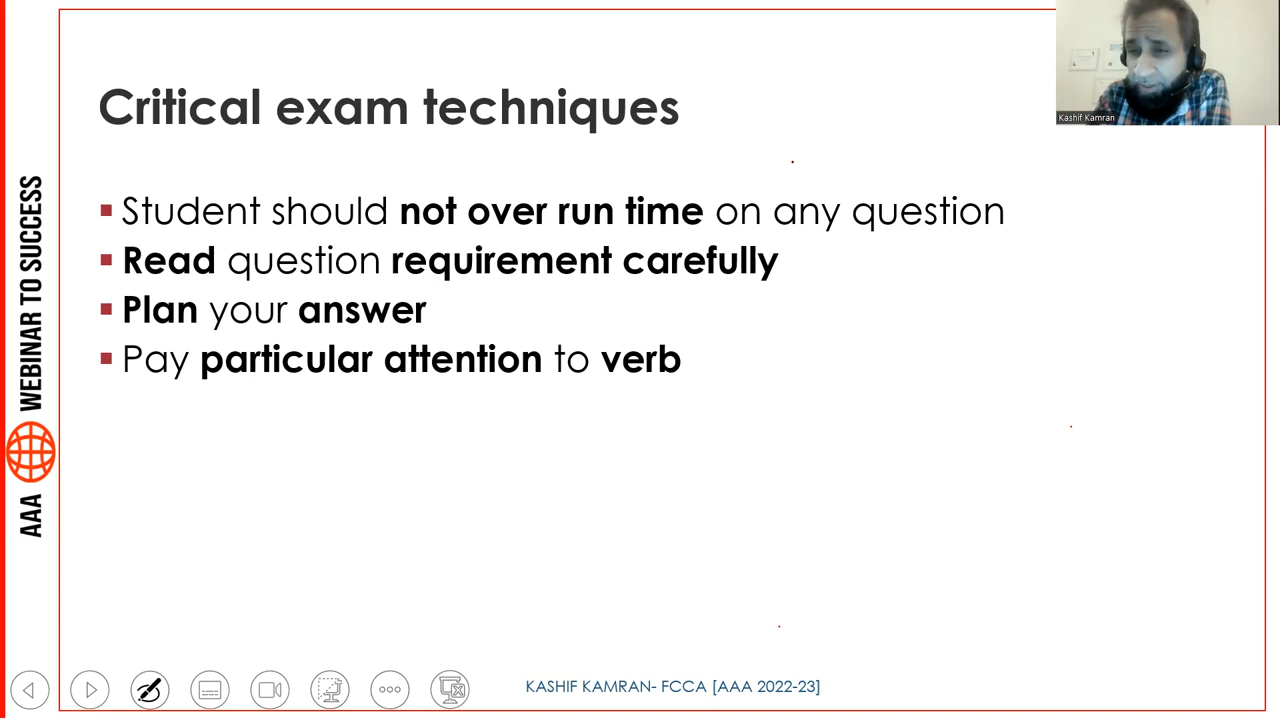 Critical exam techniques
Student should not over run time on any question
Read question requirement carefully
Plan your answer
Pay particular attention to verb
AAA WEBINAR TO SUCCESS
Kashif Kamran
KASHIF KAMRAN- FCCA [AAA 2022-23]